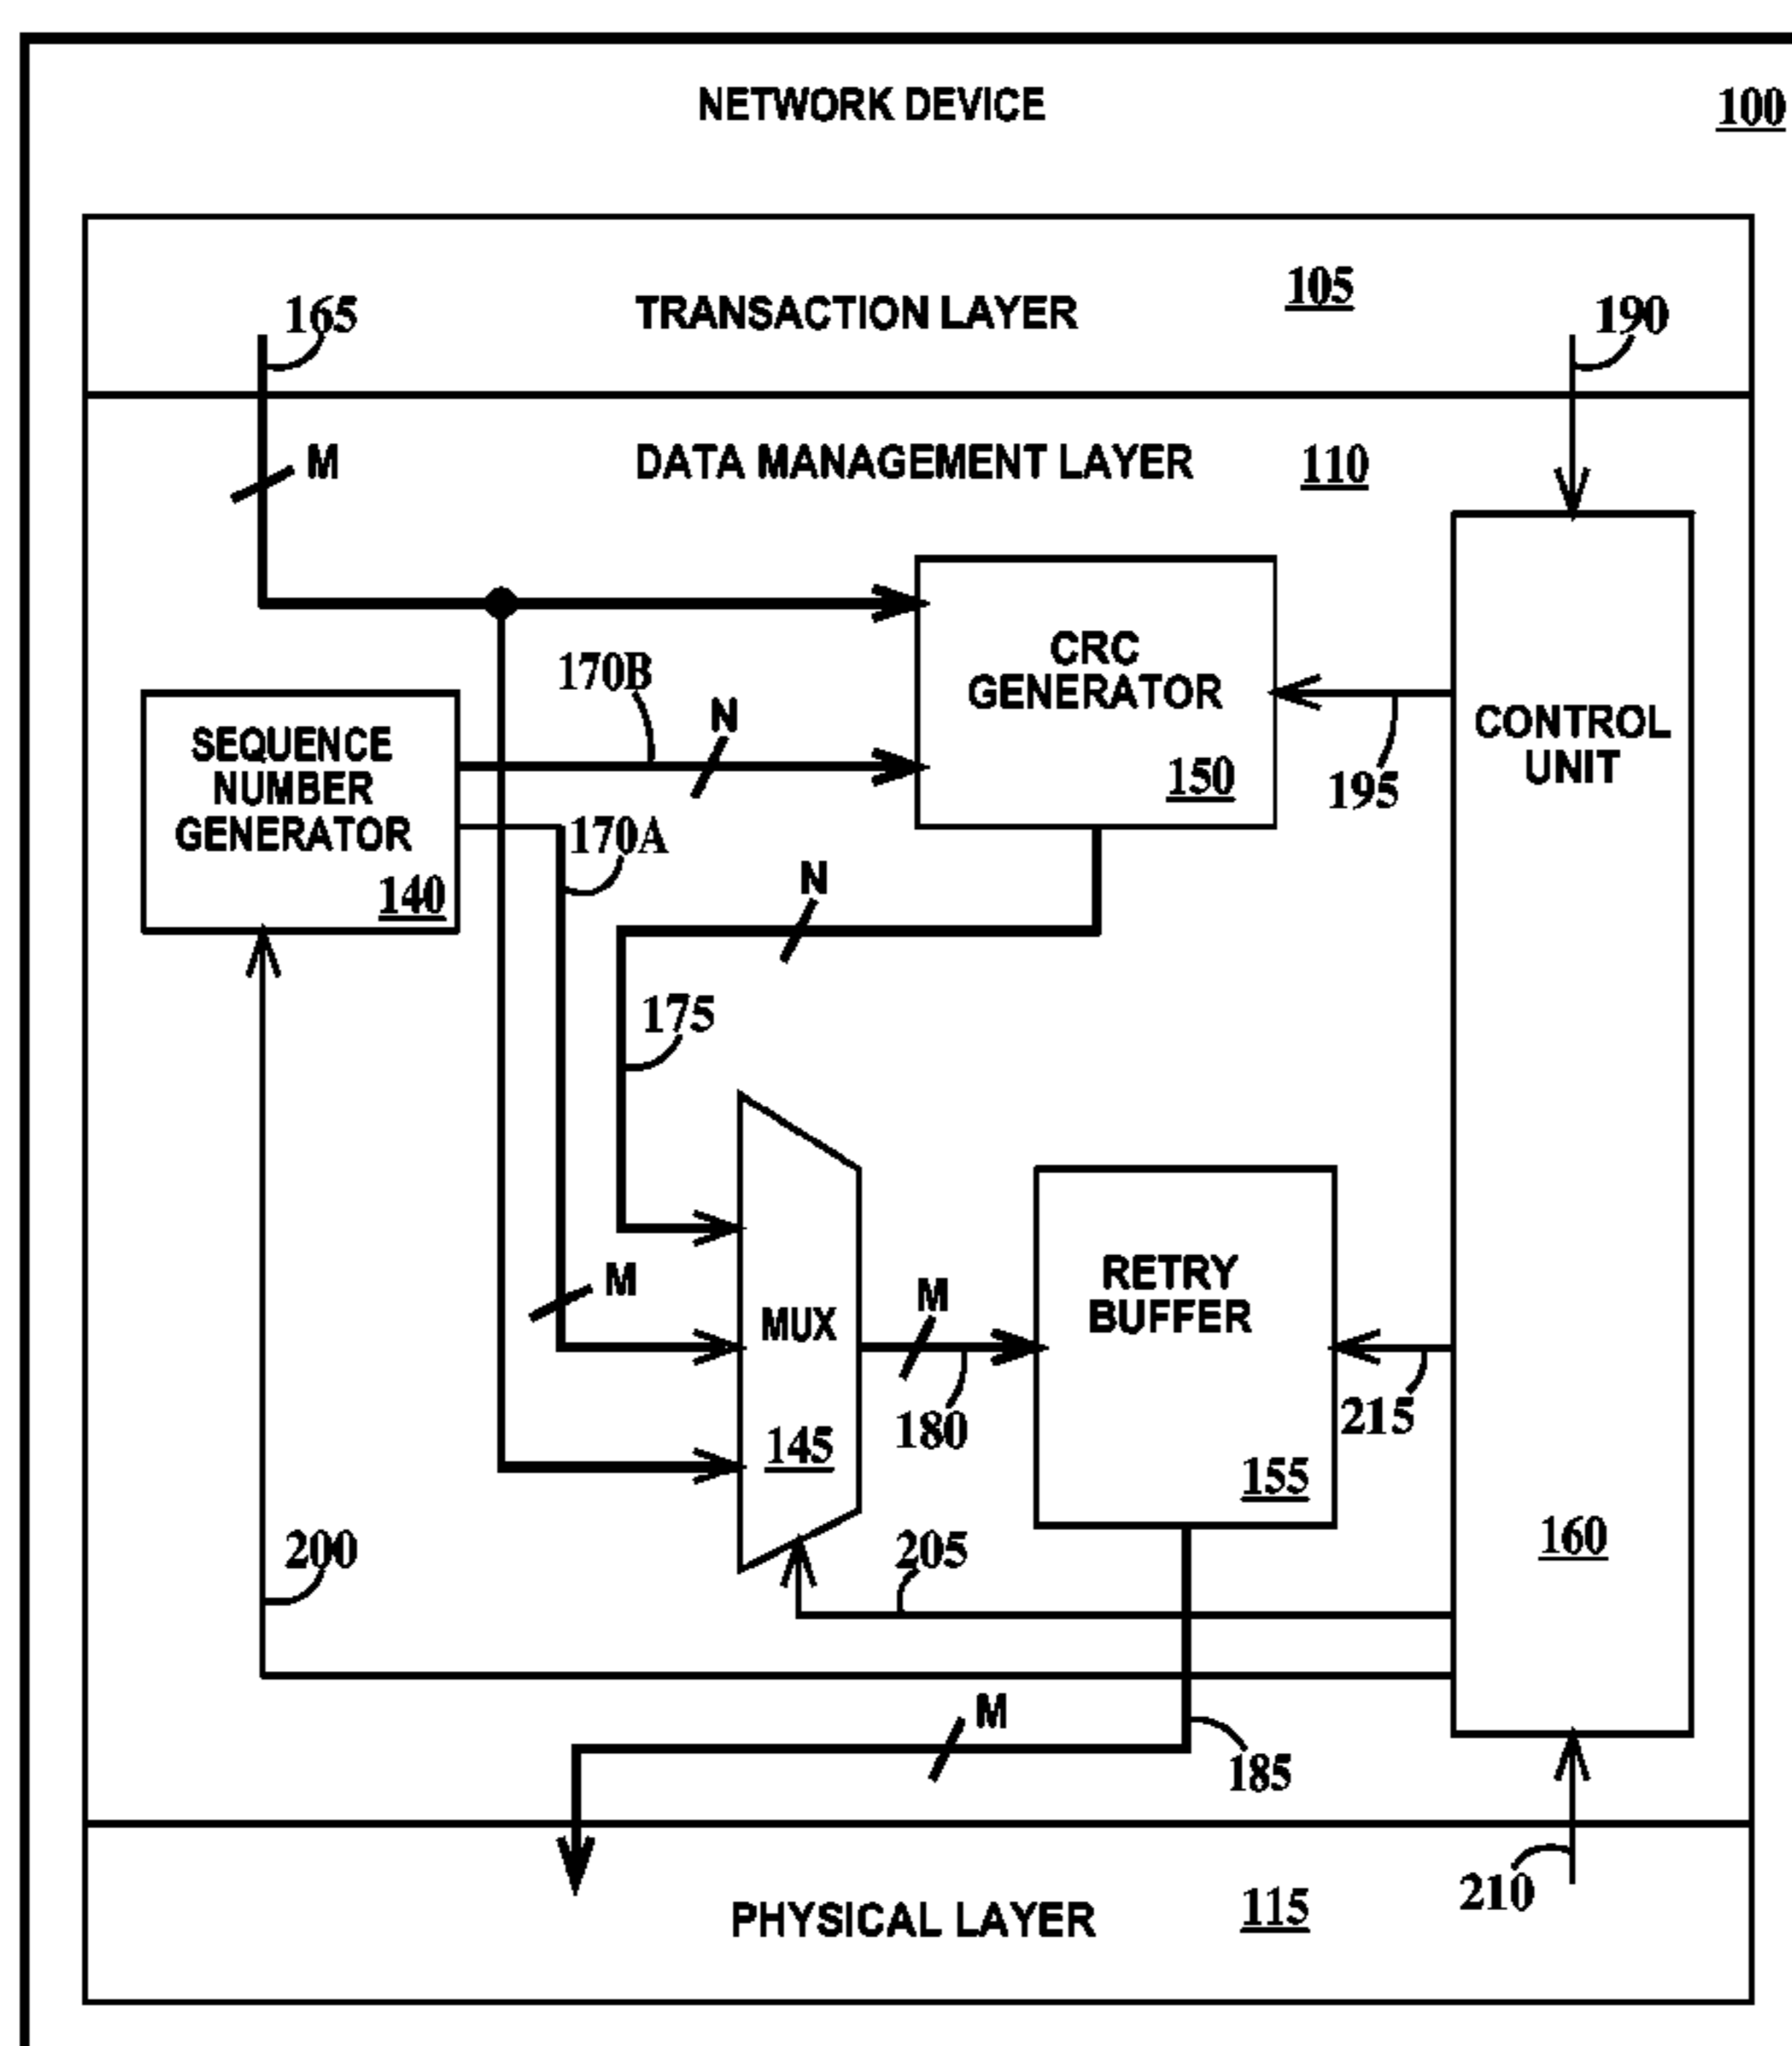 NETWORK DEVICE
100
TRANSACTION LAYER
105
165
190
DATA MANAGEMENT LAYER
110
M
CRC
GENERATOR
150
170B
N
SEQUENCE
NUMBER
GENERATOR
140
170A
195
CONTROL
UNIT
N
175
M
MUX
145
M
180
RETRY
BUFFER
155
215
160
200
205
M
185
210
PHYSICAL LAYER
115